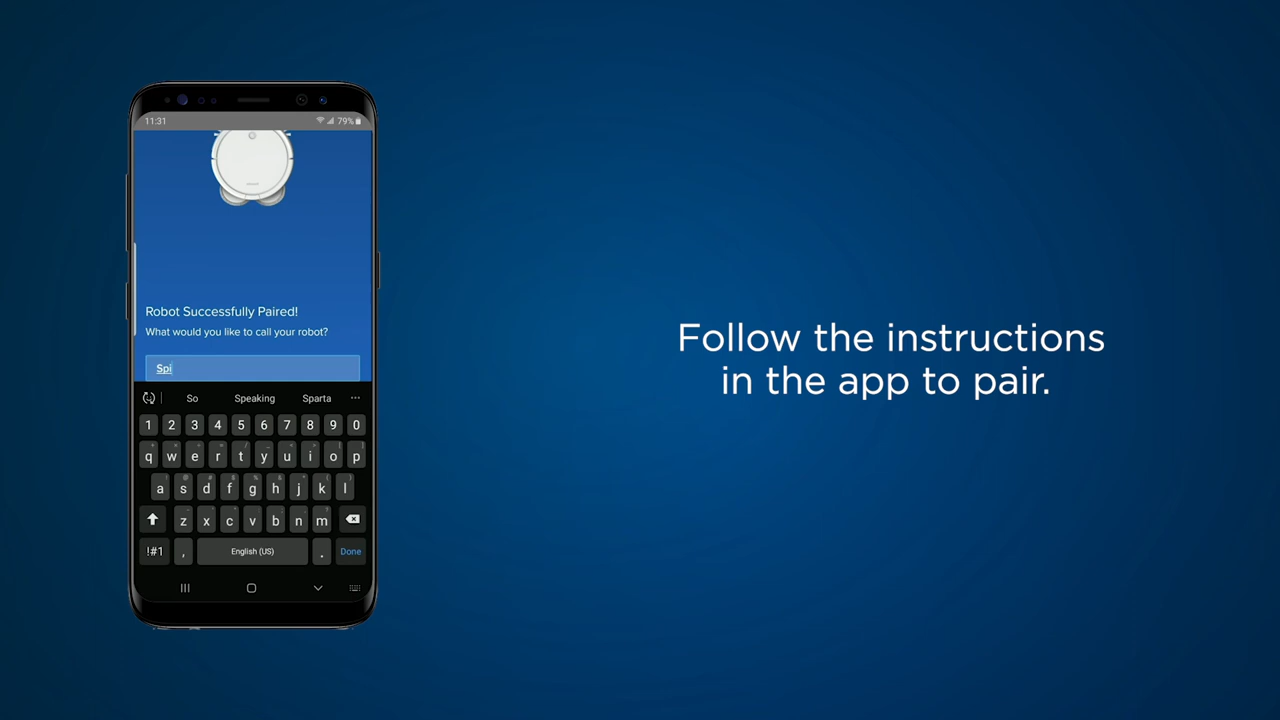 11:31
79%
Robot Successfully Paired!
What would you like to call your robot?
Spi
So Speaking Sparta ...
1 2 3 4 5 6 7 8 9 0
q w e r t y u i o p
a s d f g h j k l
z x c v b n m
!#1 , English (US) . Done
Follow the instructions
in the app to pair.